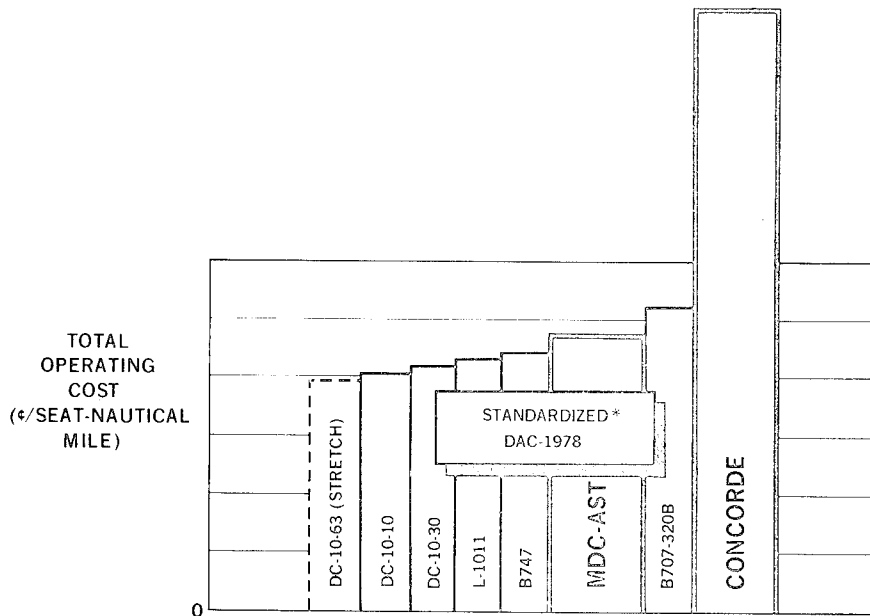 TOTAL
OPERATING
COST
(¢/SEAT-NAUTICAL
MILE)
0
DC-10-63 (STRETCH)
DC-10-10
DC-10-30
L-1011
B747
MDC-AST
B707-320B
CONCORDE
STANDARDIZED*
DAC-1978